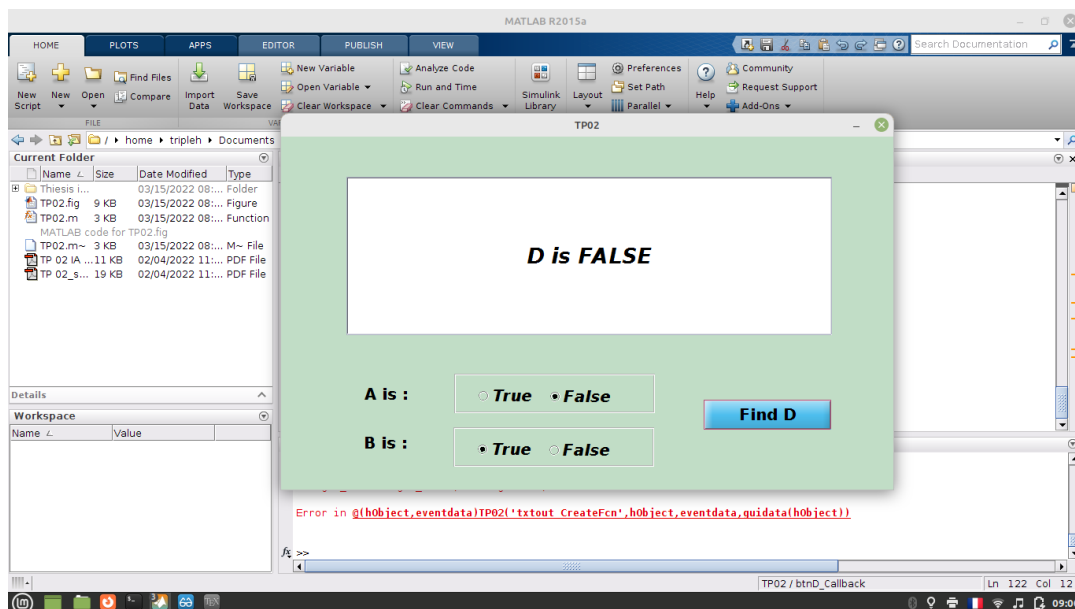 MATLAB R2015a
HOME PLOTS APPS EDITOR PUBLISH VIEW Search Documentation
New Script New Open Find Files Compare Import Data Save Workspace New Variable Open Variable Clear Workspace Analyze Code Run and Time Clear Commands Simulink Library Layout Preferences Set Path Parallel Help Community Request Support Add-Ons
FILE VA
/ home tripleh Documents
TP02
Current Folder
Name Size Date Modified Type
Thiesis i... 03/15/2022 08:... Folder
TP02.fig 9 KB 03/15/2022 08:... Figure
TP02.m 3 KB 03/15/2022 08:... Function
MATLAB code for TP02.fig
TP02.m~ 3 KB 03/15/2022 08:... M~ File
TP 02 IA ... 11 KB 02/04/2022 11:... PDF File
TP 02_s... 19 KB 02/04/2022 11:... PDF File
D is FALSE
A is : True False
Find D
B is : True False
Details
Workspace
Name Value
Error in @(hObject,eventdata)TP02('txtout_CreateFcn',hObject,eventdata,guidata(hObject))
fx >>
TP02 / btnD_Callback Ln 122 Col 12
09:0